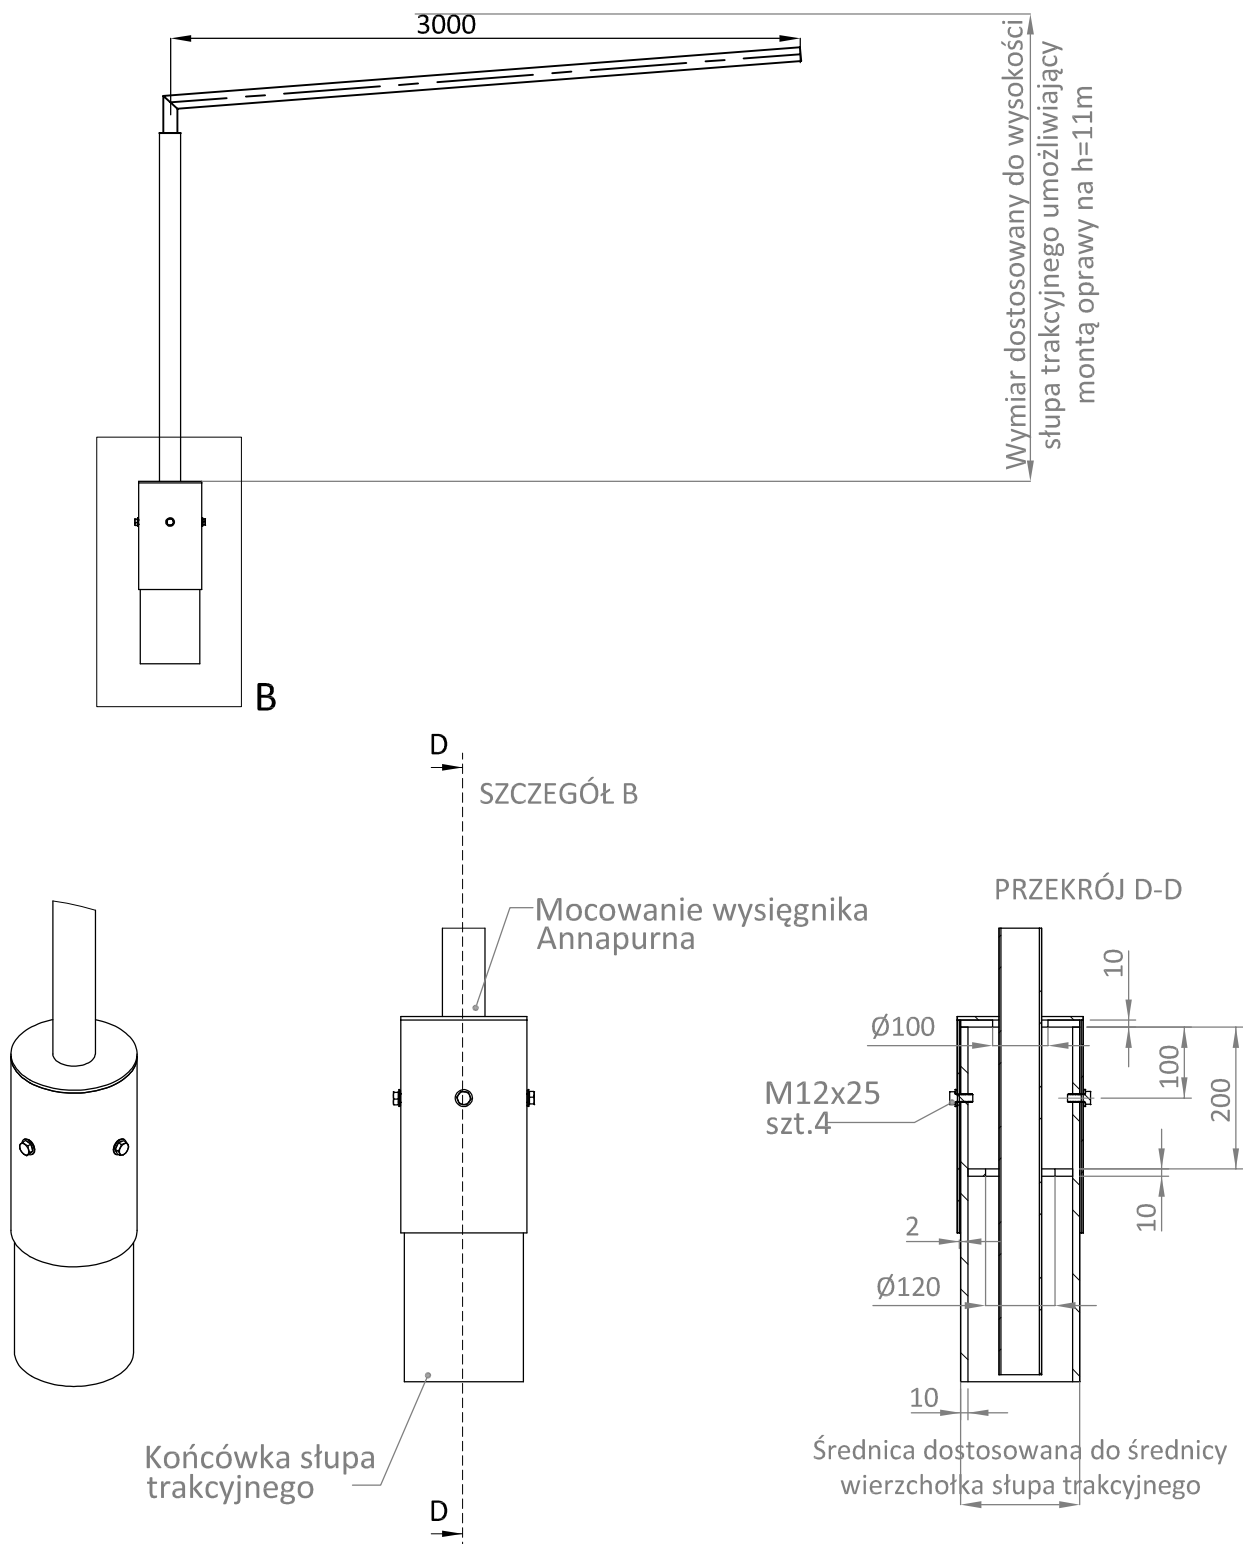 3000
Wymiar dostosowany do wysokości
słupa trakcyjnego umożliwiający
montą oprawy na h=11m
B
D
SZCZEGÓŁ B
Mocowanie wysięgnika
Annapurna
PRZEKRÓJ D-D
10
Ø100
100
200
M12x25
szt.4
10
2
Ø120
10
Średnica dostosowana do średnicy
wierzchołka słupa trakcyjnego
Końcówka słupa
trakcyjnego
D